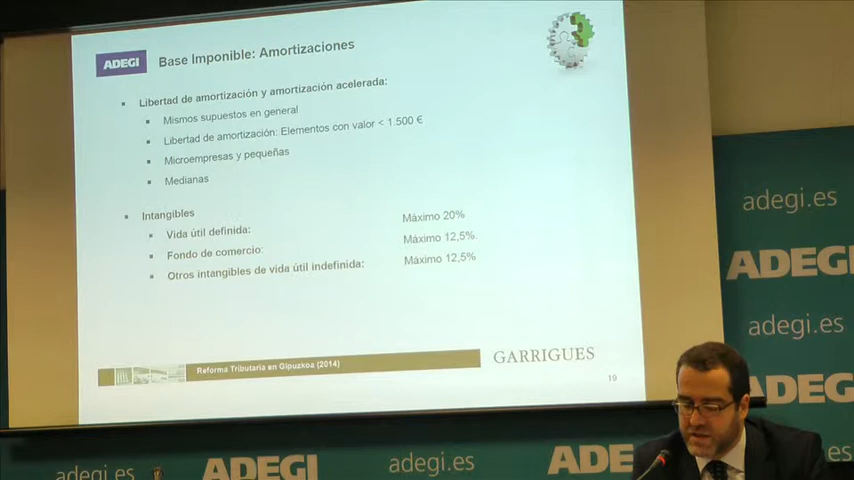 ADEGI
Base Imponible: Amortizaciones
Libertad de amortización y amortización acelerada:
Mismos supuestos en general
Libertad de amortización: Elementos con valor < 1.500 €
Microempresas y pequeñas
Medianas
Intangibles
Vida útil definida: Máximo 20%
Fondo de comercio: Máximo 12,5%.
Otros intangibles de vida útil indefinida: Máximo 12,5%
Reforma Tributaria en Gipuzkoa (2014)
GARRIGUES
19
adegi.es
ADEGI
adegi.es
ADEGI
adegi.es
ADEGI
adegi.es
ADEGI
.es